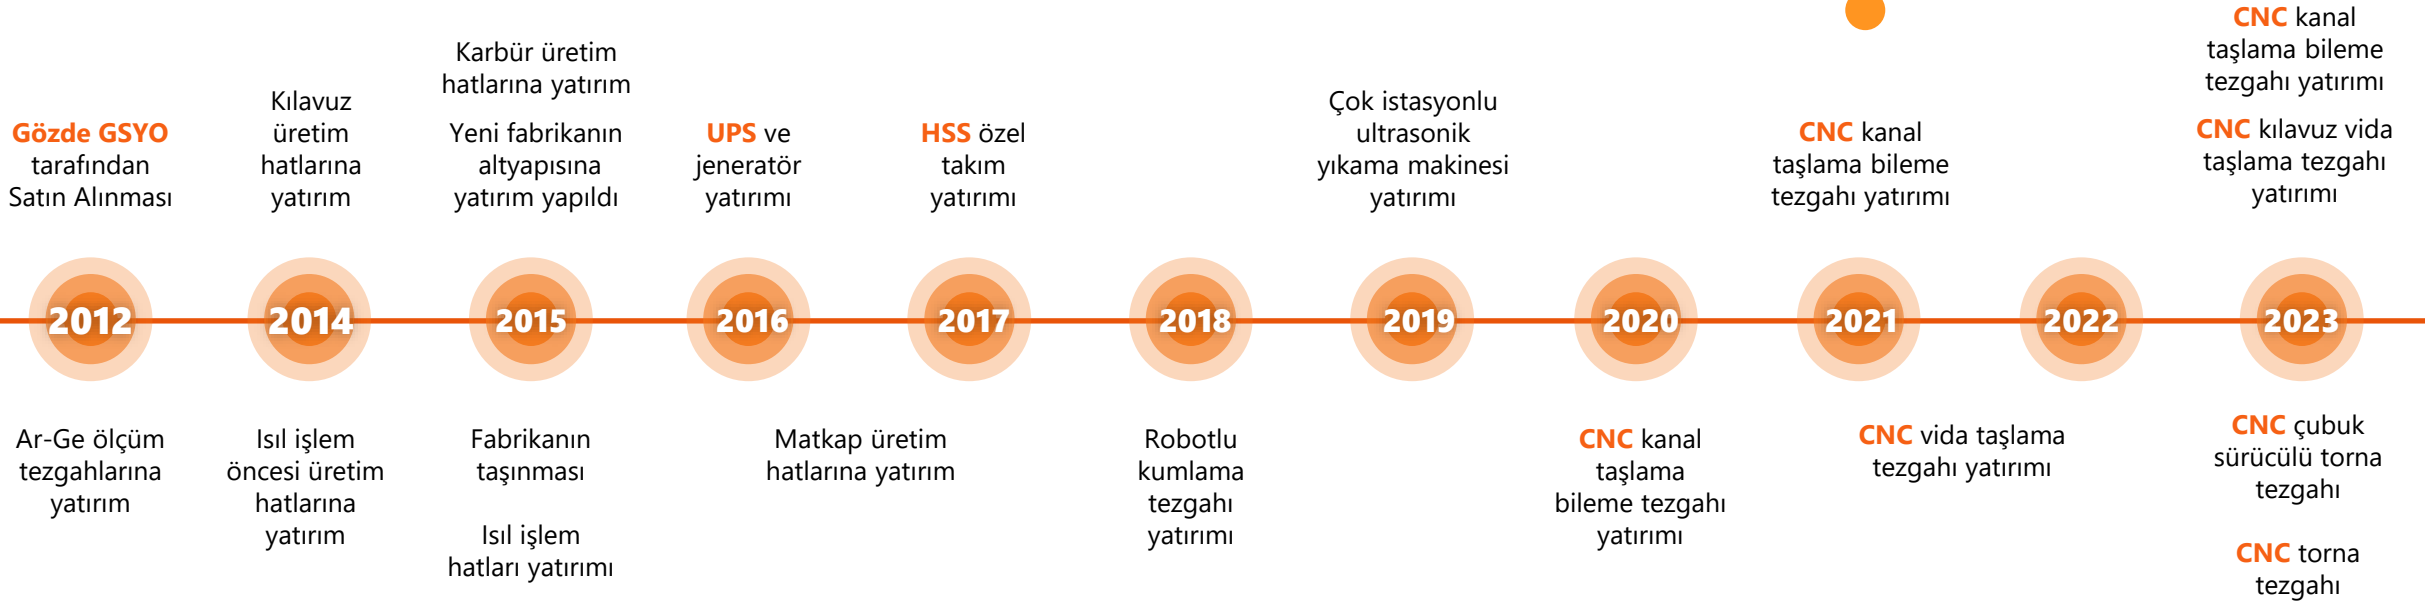 Gözde GSYO
tarafından
Satın Alınması
Kılavuz
üretim
hatlarına
yatırım
Karbür üretim
hatlarına yatırım
Yeni fabrikanın
altyapısına
yatırım yapıldı
UPS ve
jeneratör
yatırımı
HSS özel
takım
yatırımı
Çok istasyonlu
ultrasonik
yıkama makinesi
yatırımı
CNC kanal
taşlama bileme
tezgahı yatırımı
CNC kanal
taşlama bileme
tezgahı yatırımı
CNC kılavuz vida
taşlama tezgahı
yatırımı
2012
2014
2015
2016
2017
2018
2019
2020
2021
2022
2023
Ar-Ge ölçüm
tezgahlarına
yatırım
Isıl işlem
öncesi üretim
hatlarına
yatırım
Fabrikanın
taşınması
Isıl işlem
hatları yatırımı
Matkap üretim
hatlarına yatırım
Robotlu
kumlama
tezgahı
yatırımı
CNC kanal
taşlama
bileme tezgahı
yatırımı
CNC vida taşlama
tezgahı yatırımı
CNC çubuk
sürücülü torna
tezgahı
CNC torna
tezgahı